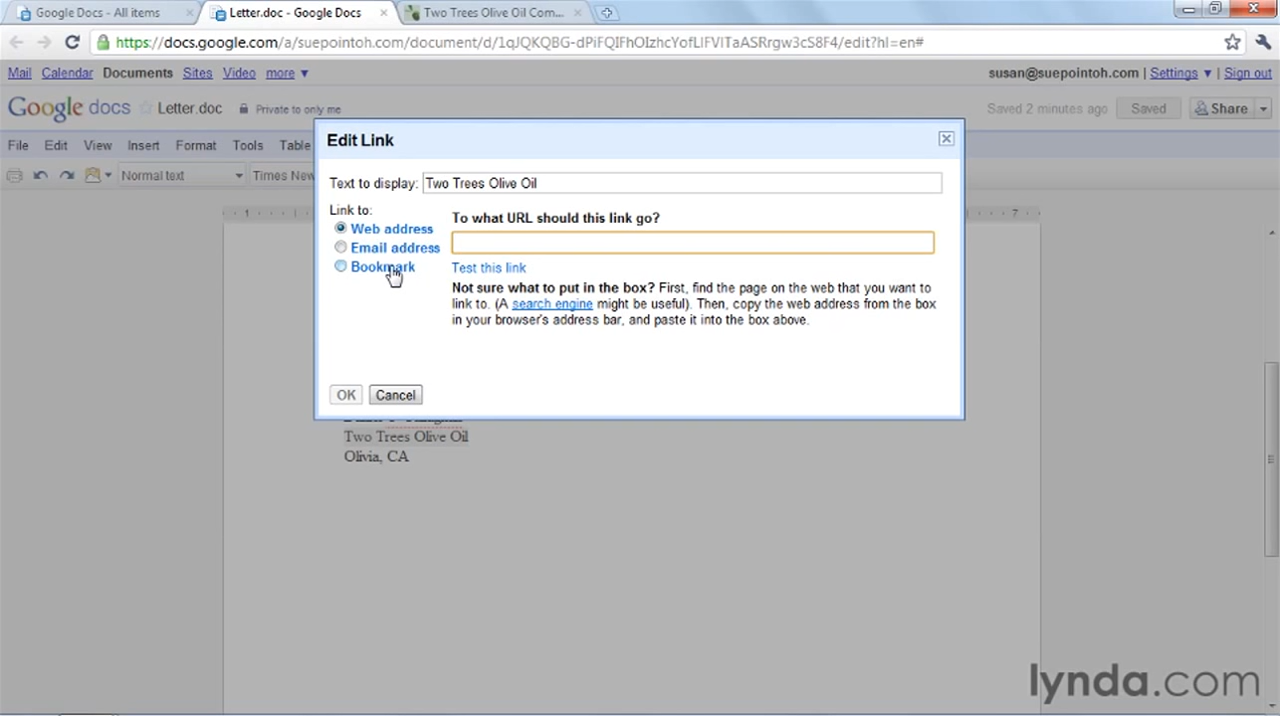 Google Docs - All items
Letter.doc - Google Docs
Two Trees Olive Oil Com...
https://docs.google.com/a/suepointoh/document/d/1qJQKQBG-dPiFQIFhOIzhcYofLlFVlTaASRrgw3cS8F4/edit?hl=en#
Mail Calendar Documents Sites Video more ▼
susan@suepointoh.com | Settings ▼ | Sign out
Google docs Letter.doc Private to only me
Saved 2 minutes ago Saved Share
File Edit View Insert Format Tools Table
Normal text Times New
1
7
Edit Link
Text to display: Two Trees Olive Oil
Link to:
Web address
Email address
Bookmark
To what URL should this link go?
Test this link
Not sure what to put in the box? First, find the page on the web that you want
to link to. (A search engine might be useful). Then, copy the web address from the box
in your browser's address bar, and paste it into the box above.
OK Cancel
Two Trees Olive Oil
Olivia, CA
lynda.com